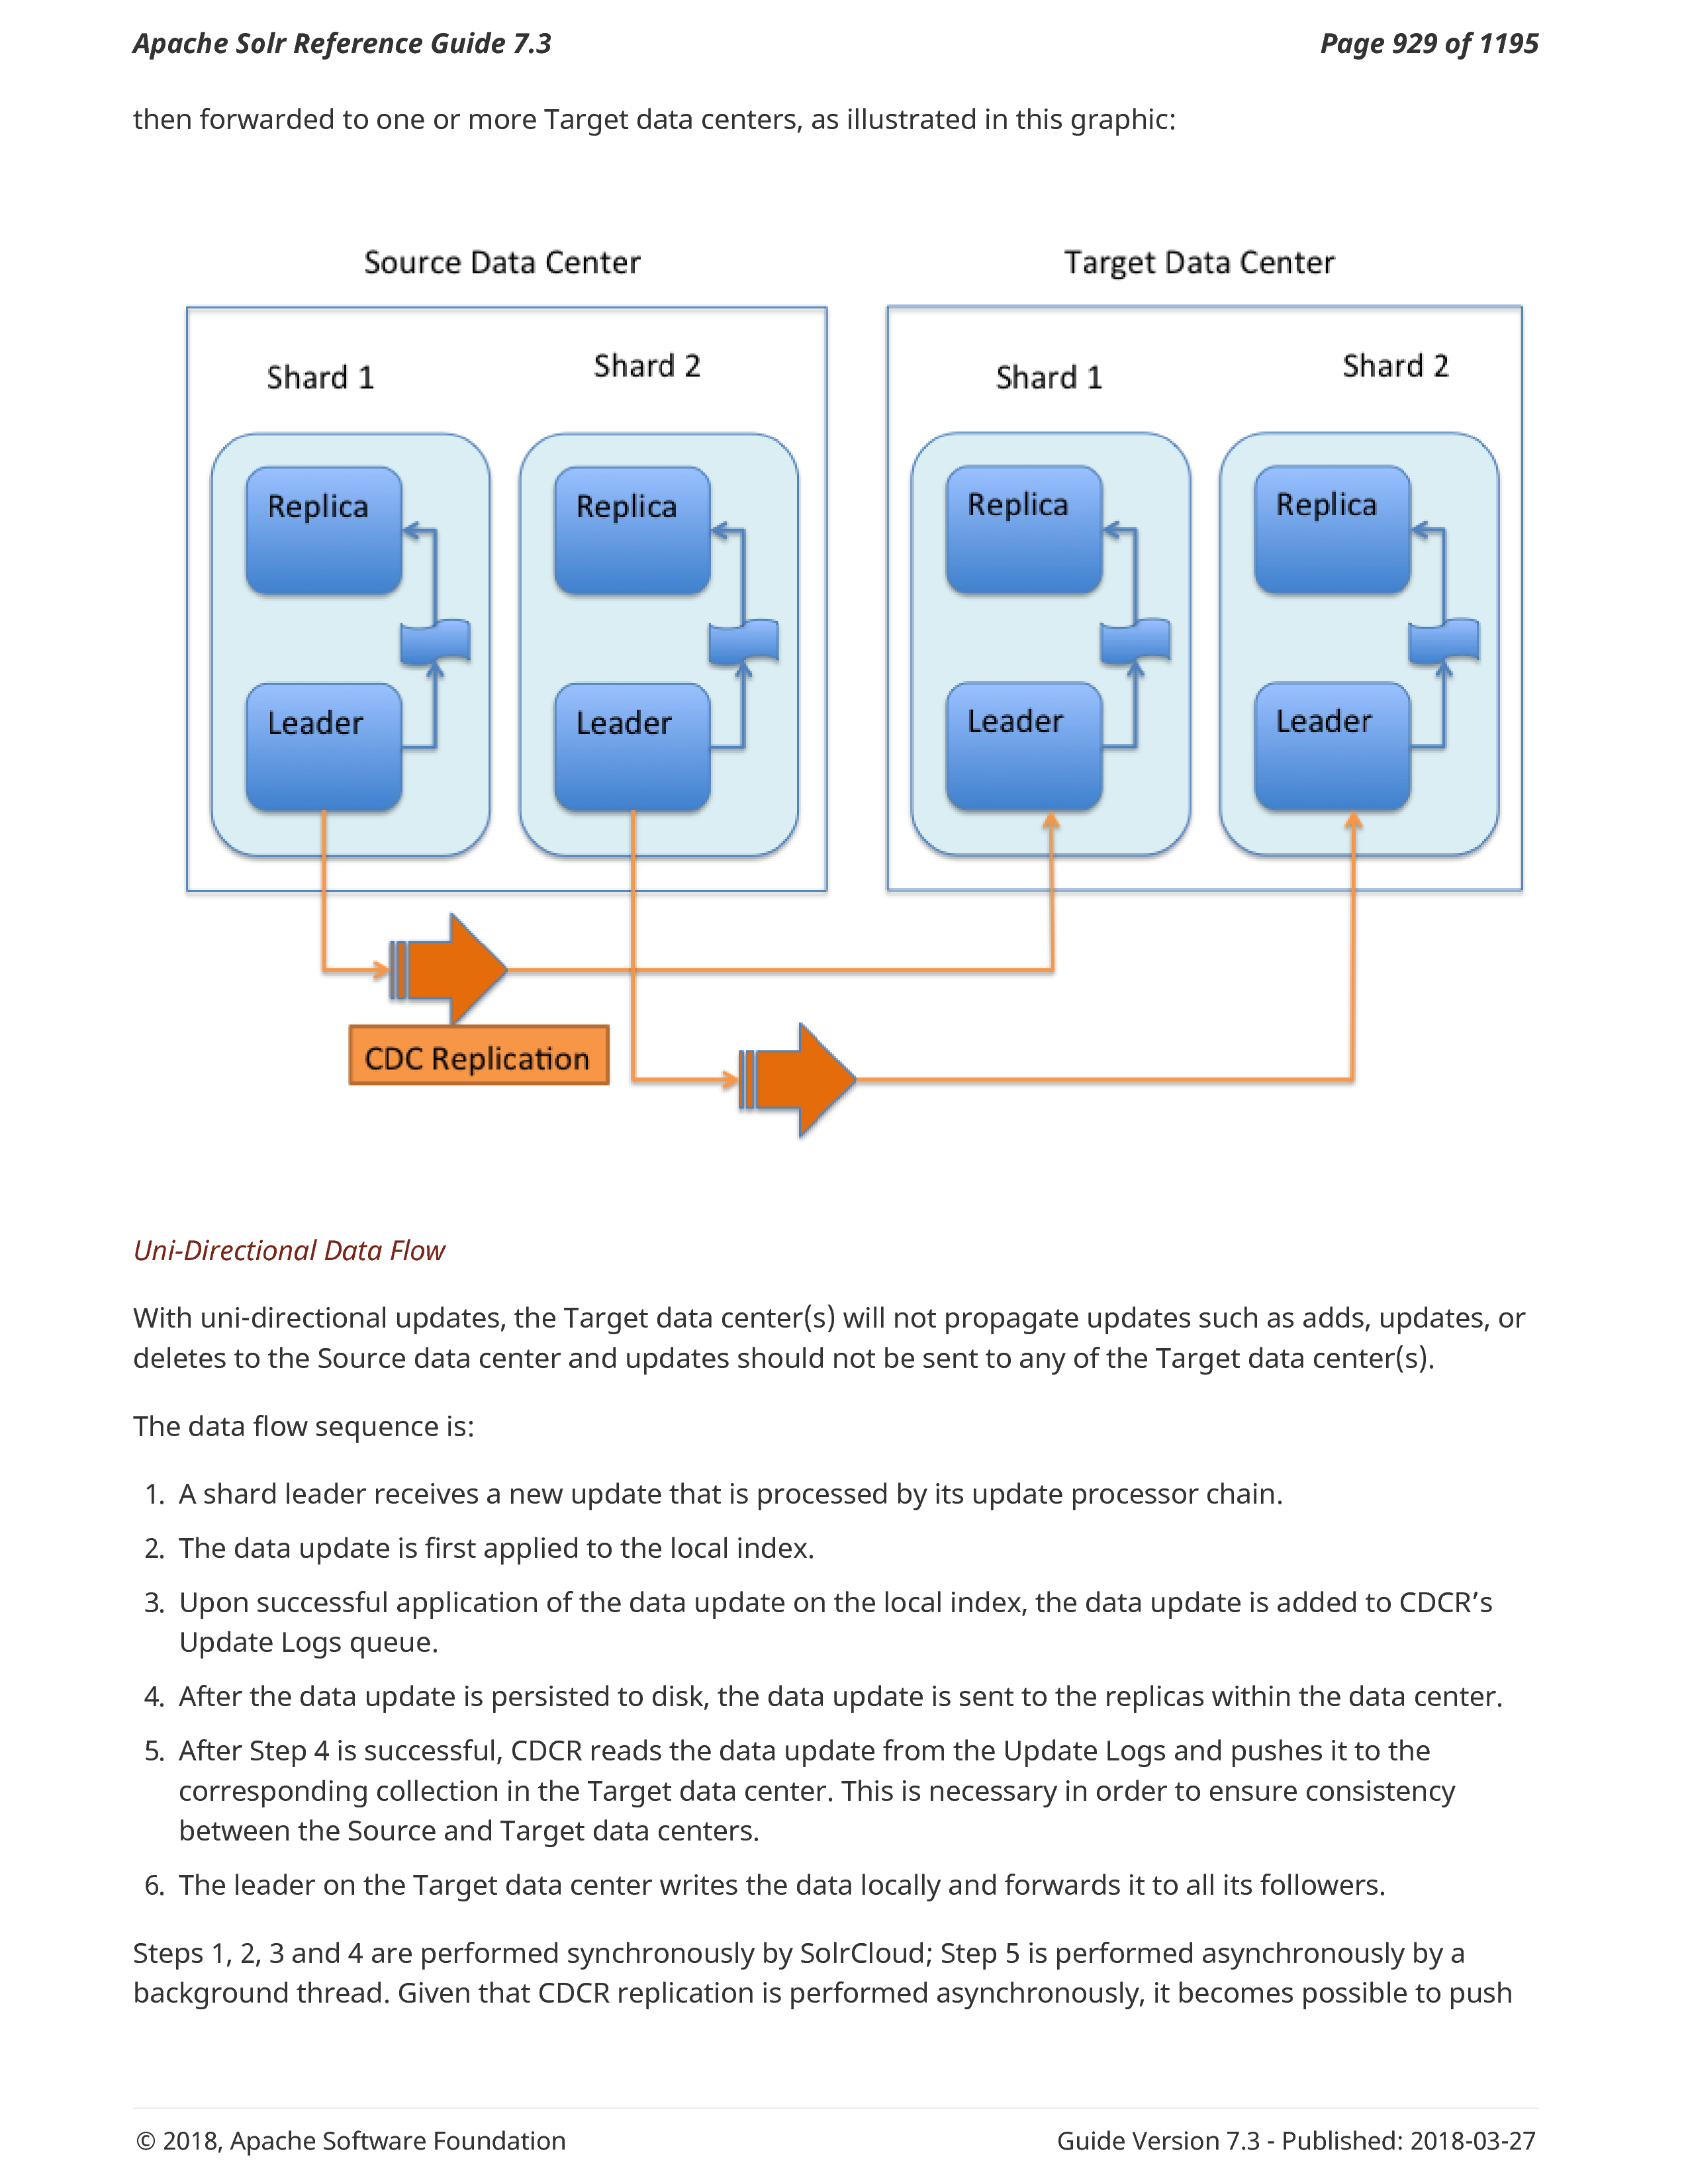 Apache Solr Reference Guide 7.3
Page 929 of 1195
then forwarded to one or more Target data centers, as illustrated in this graphic:
Source Data Center
Target Data Center
Shard 1
Shard 2
Shard 1
Shard 2
Replica
Replica
Replica
Replica
Leader
Leader
Leader
Leader
CDC Replication
Uni-Directional Data Flow
With uni-directional updates, the Target data center(s) will not propagate updates such as adds, updates, or
deletes to the Source data center and updates should not be sent to any of the Target data center(s).
The data flow sequence is:
1. A shard leader receives a new update that is processed by its update processor chain.
2. The data update is first applied to the local index.
3. Upon successful application of the data update on the local index, the data update is added to CDCR’s
Update Logs queue.
4. After the data update is persisted to disk, the data update is sent to the replicas within the data center.
5. After Step 4 is successful, CDCR reads the data update from the Update Logs and pushes it to the
corresponding collection in the Target data center. This is necessary in order to ensure consistency
between the Source and Target data centers.
6. The leader on the Target data center writes the data locally and forwards it to all its followers.
Steps 1, 2, 3 and 4 are performed synchronously by SolrCloud; Step 5 is performed asynchronously by a
background thread. Given that CDCR replication is performed asynchronously, it becomes possible to push
© 2018, Apache Software Foundation
Guide Version 7.3 - Published: 2018-03-27